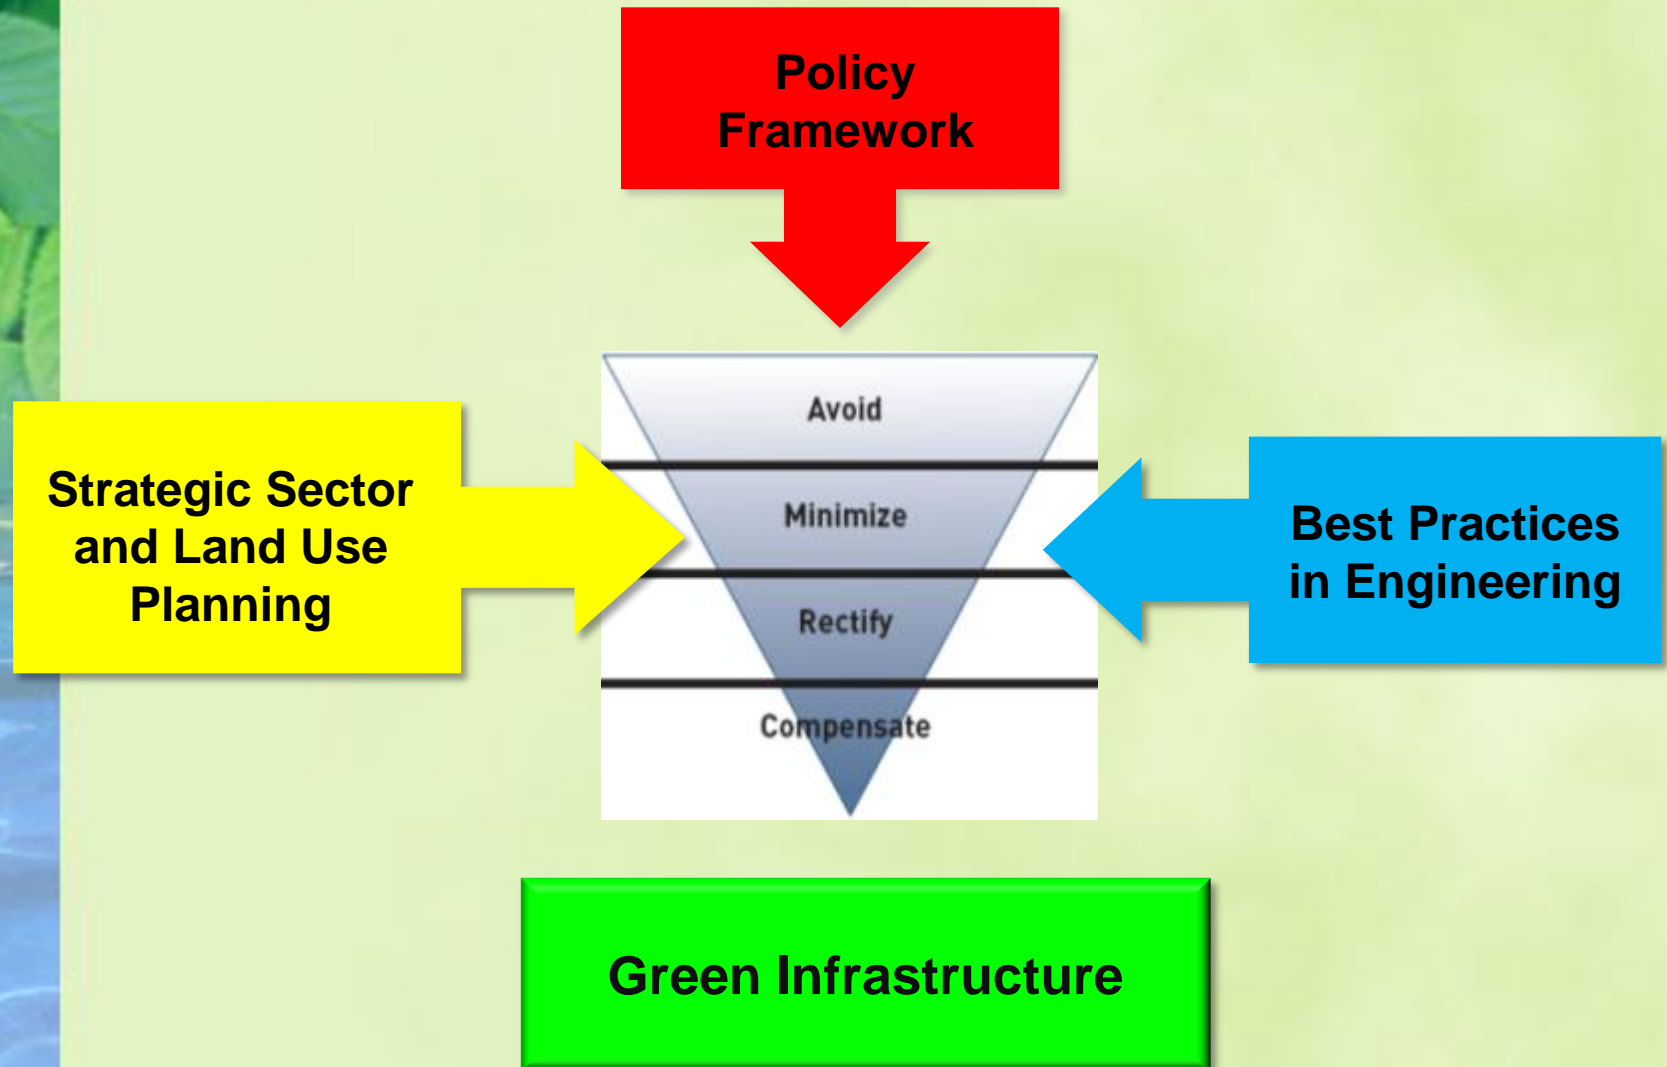 Policy
Framework
Avoid
Strategic Sector
and Land Use
Planning
Minimize
Best Practices
in Engineering
Rectify
Compensate
Green Infrastructure